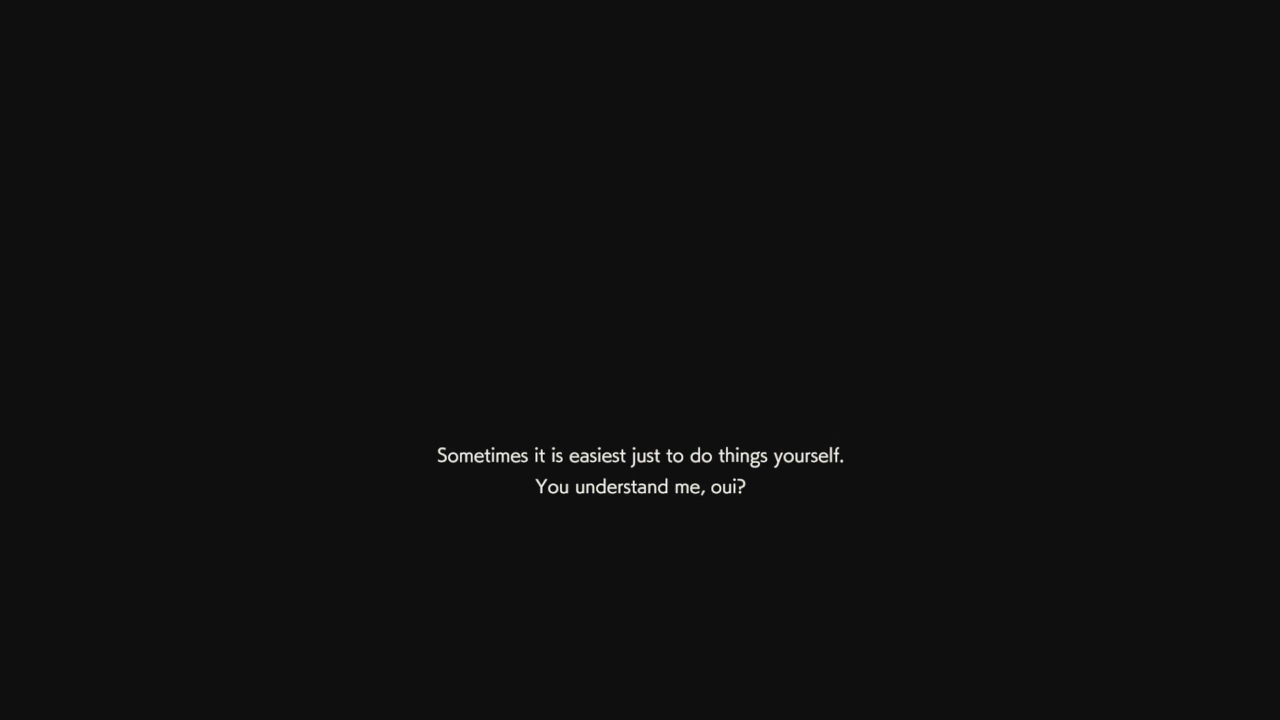 Sometimes it is easiest just to do things yourself.
You understand me, oui?